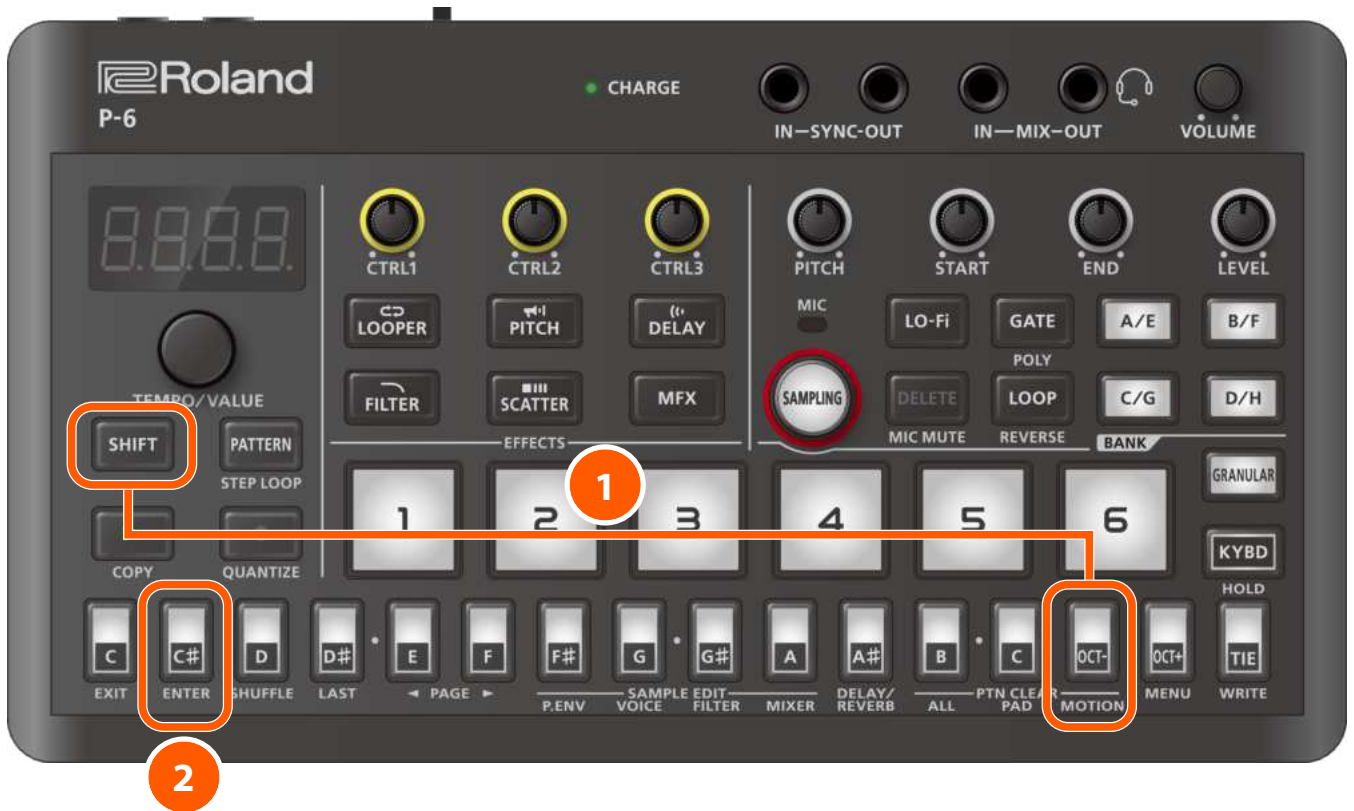 Roland
P-6
CHARGE
IN–SYNC–OUT
IN–MIX–OUT
VOLUME
8.8.8.8.
CTRL1
CTRL2
CTRL3
PITCH
START
END
LEVEL
TEMPO/VALUE
LOOPER
PITCH
DELAY
MIC
LO-Fi
GATE
A/E
B/F
POLY
FILTER
SCATTER
MFX
SAMPLING
DELETE
LOOP
C/G
D/H
MIC MUTE
REVERSE
BANK
EFFECTS
SHIFT
PATTERN
STEP LOOP
GRANULAR
1
1
2
3
4
5
6
KYBD
HOLD
COPY
QUANTIZE
C
C#
D
D#
E
F
F#
G
G#
A
A#
B
C
OCT-
OCT+
TIE
EXIT
ENTER
SHUFFLE
LAST
◄ PAGE ►
SAMPLE EDIT
P.ENV
VOICE
FILTER
MIXER
DELAY/
REVERB
PTN CLEAR
ALL
PAD
MOTION
MENU
WRITE
2